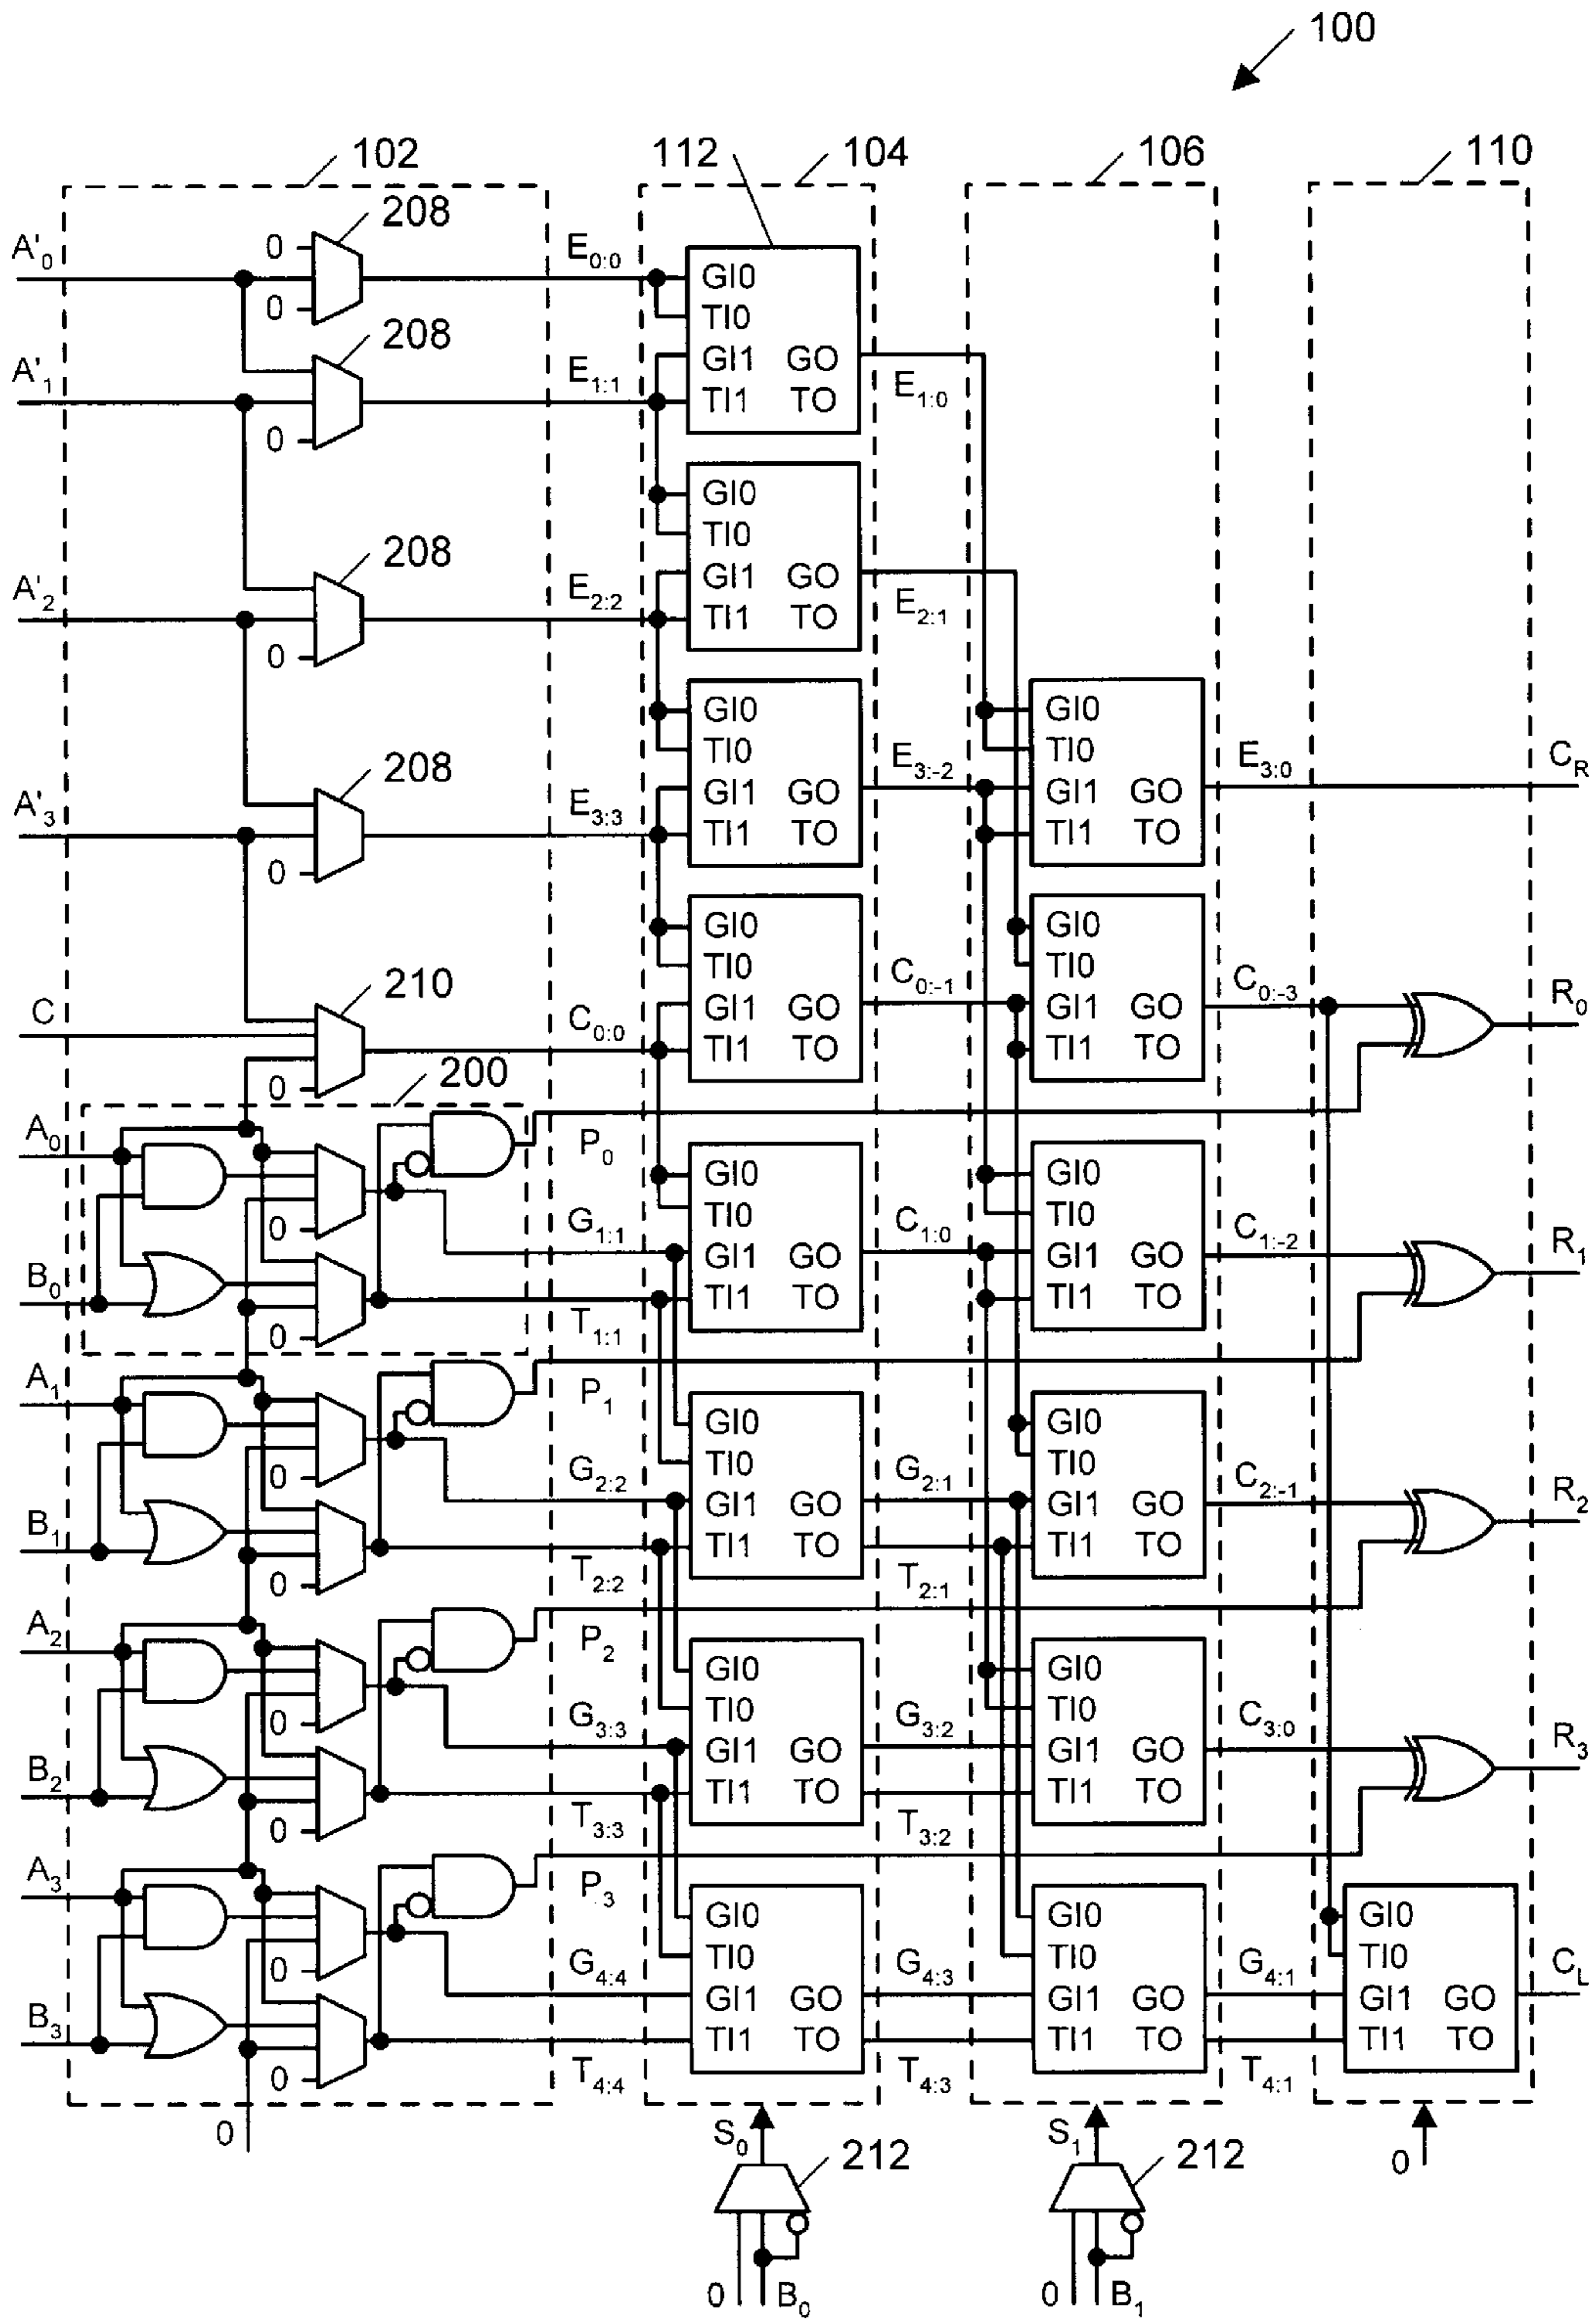 100
102
112
104
106
110
A'0
0
208
0
E0:0
GI0
TI0
GI1 GO
TI1 TO
A'1
208
0
E1:1
E1:0
GI0
TI0
GI1 GO
TI1 TO
A'2
208
0
E2:2
E2:1
GI0
TI0
GI1 GO
TI1 TO
GI0
TI0
GI1 GO
TI1 TO
A'3
208
0
E3:3
E3:-2
E3:0
CR
GI0
TI0
GI1 GO
TI1 TO
GI0
TI0
GI1 GO
TI1 TO
C
210
0
C0:0
C0:-1
C0:-3
R0
200
A0
B0
0
0
P0
G1:1
T1:1
GI0
TI0
GI1 GO
TI1 TO
C1:0
GI0
TI0
GI1 GO
TI1 TO
C1:-2
R1
A1
B1
0
0
P1
G2:2
T2:2
GI0
TI0
GI1 GO
TI1 TO
G2:1
T2:1
GI0
TI0
GI1 GO
TI1 TO
C2:-1
R2
A2
B2
0
0
P2
G3:3
T3:3
GI0
TI0
GI1 GO
TI1 TO
G3:2
T3:2
GI0
TI0
GI1 GO
TI1 TO
C3:0
R3
A3
B3
0
0
P3
G4:4
T4:4
GI0
TI0
GI1 GO
TI1 TO
G4:3
T4:3
GI0
TI0
GI1 GO
TI1 TO
G4:1
T4:1
GI0
TI0
GI1 GO
TI1 TO
CL
0
S0
212
0 B0
S1
212
0 B1
0